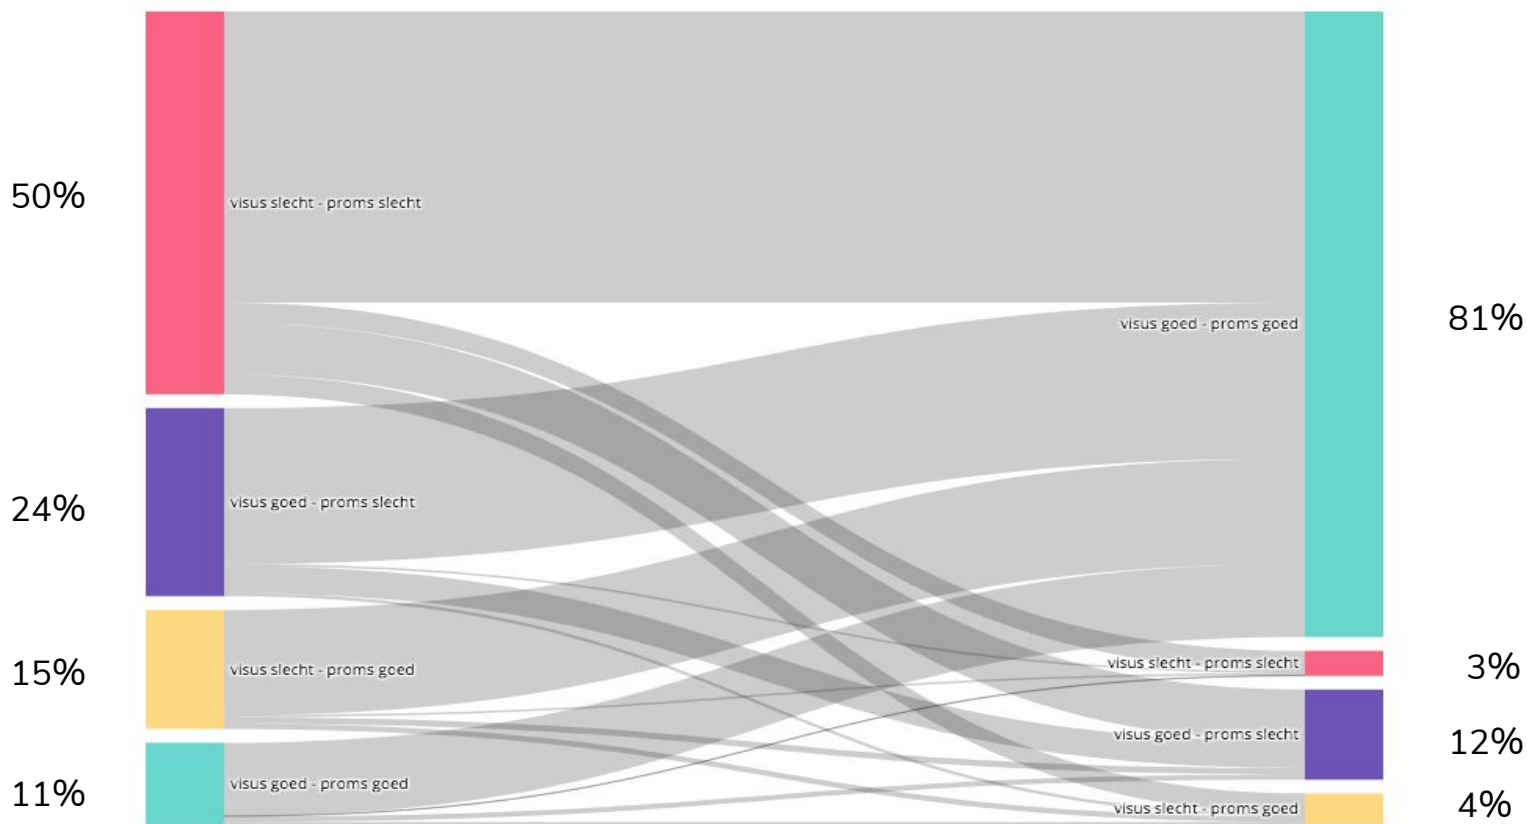 50%
visus slecht - proms slecht
24%
visus goed - proms slecht
15%
visus slecht - proms goed
11%
visus goed - proms goed
visus goed - proms goed
81%
visus slecht - proms slecht
3%
visus goed - proms slecht
12%
visus slecht - proms goed
4%